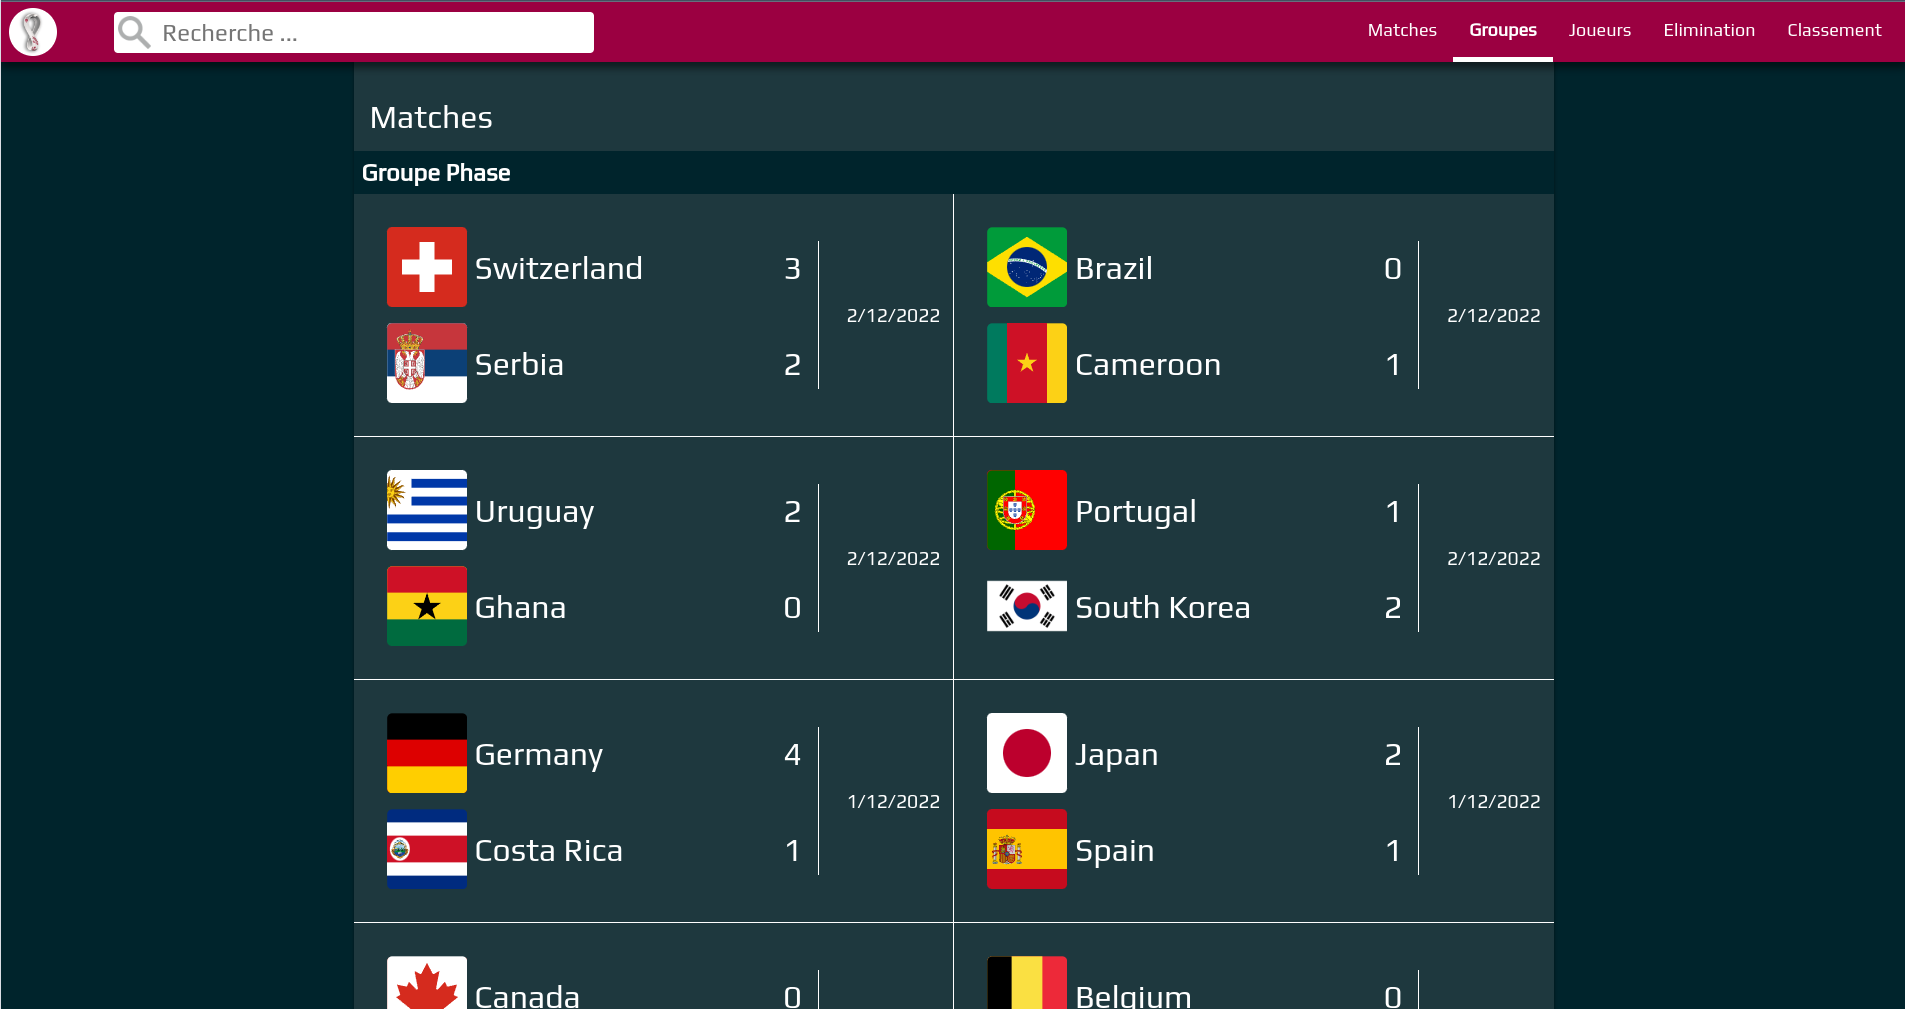 Recherche ...
Matches
Groupes
Joueurs
Elimination
Classement
Matches
Groupe Phase
Switzerland 3
2/12/2022
Serbia 2
Brazil 0
2/12/2022
Cameroon 1
Uruguay 2
2/12/2022
Ghana 0
Portugal 1
2/12/2022
South Korea 2
Germany 4
1/12/2022
Costa Rica 1
Japan 2
1/12/2022
Spain 1
Canada 0
Belgium 0